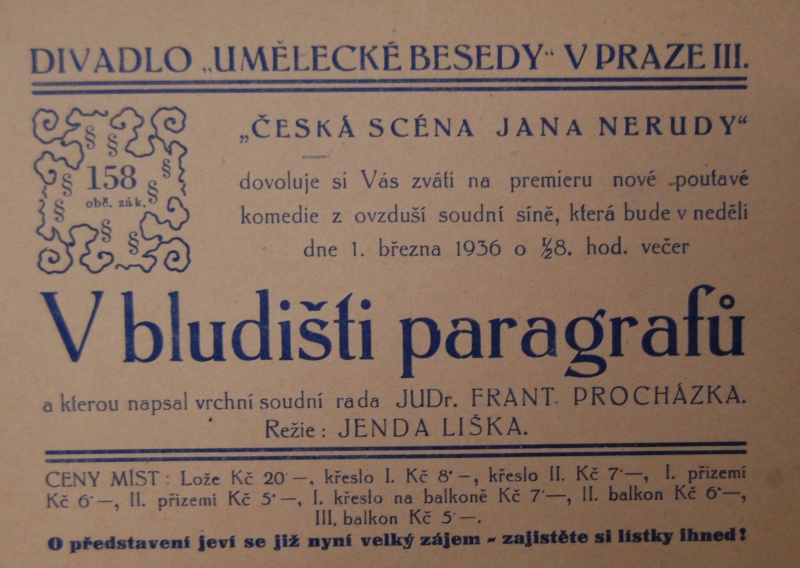 DIVADLO „UMĚLECKÉ BESEDY“ V PRAZE III.
„ČESKÁ SCÉNA JANA NERUDY“
§ § § § § § § §
158
obč. zák.
dovoluje si Vás zváti na premieru nové poutavé
komedie z ovzduší soudní síně, která bude v neděli
dne 1. března 1936 o ½8. hod. večer
V bludišti paragrafů
a kterou napsal vrchní soudní rada JUDr. FRANT. PROCHÁZKA.
Režie: JENDA LIŠKA.
CENY MÍST: Lože Kč 20·—, křeslo I. Kč 8·—, křeslo II. Kč 7·—, I. přízemí
Kč 6·—, II. přízemí Kč 5·—, I. křeslo na balkoně Kč 7·—, II. balkon Kč 6·—,
III. balkon Kč 5·—.
O představení jeví se již nyní velký zájem - zajistěte si lístky ihned!